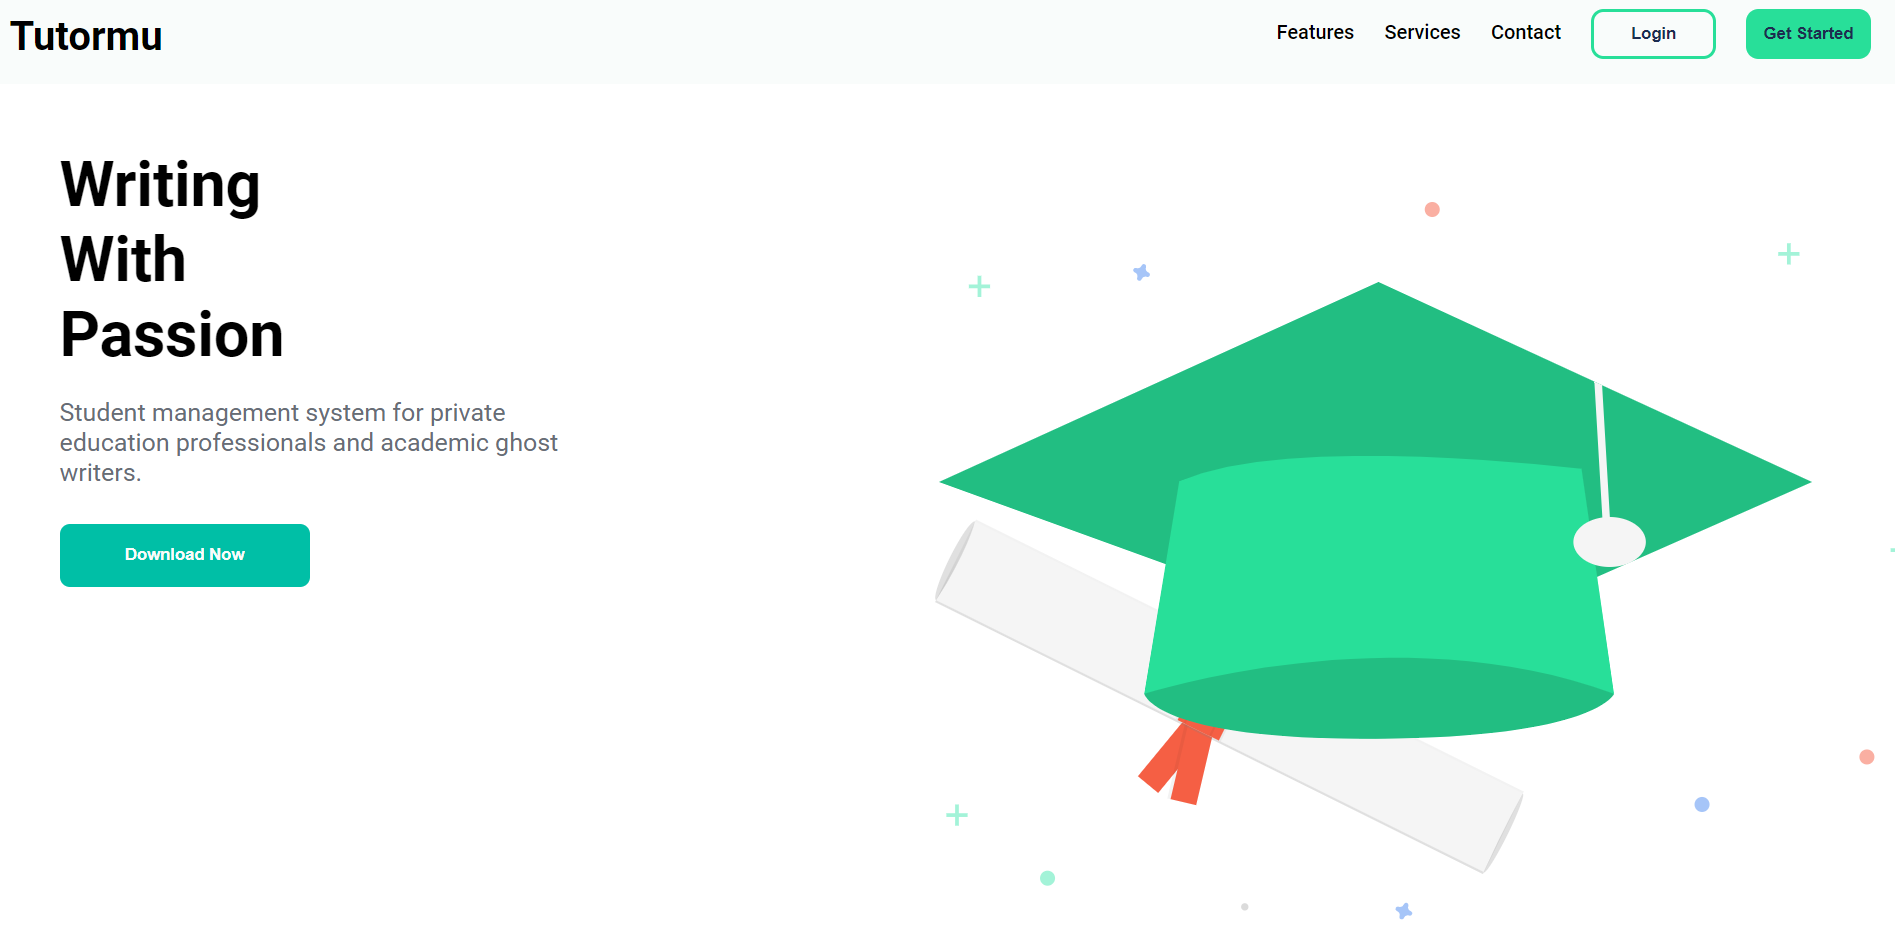 Tutormu
Features Services Contact Login Get Started
Writing
With
Passion
Student management system for private
education professionals and academic ghost
writers.
Download Now